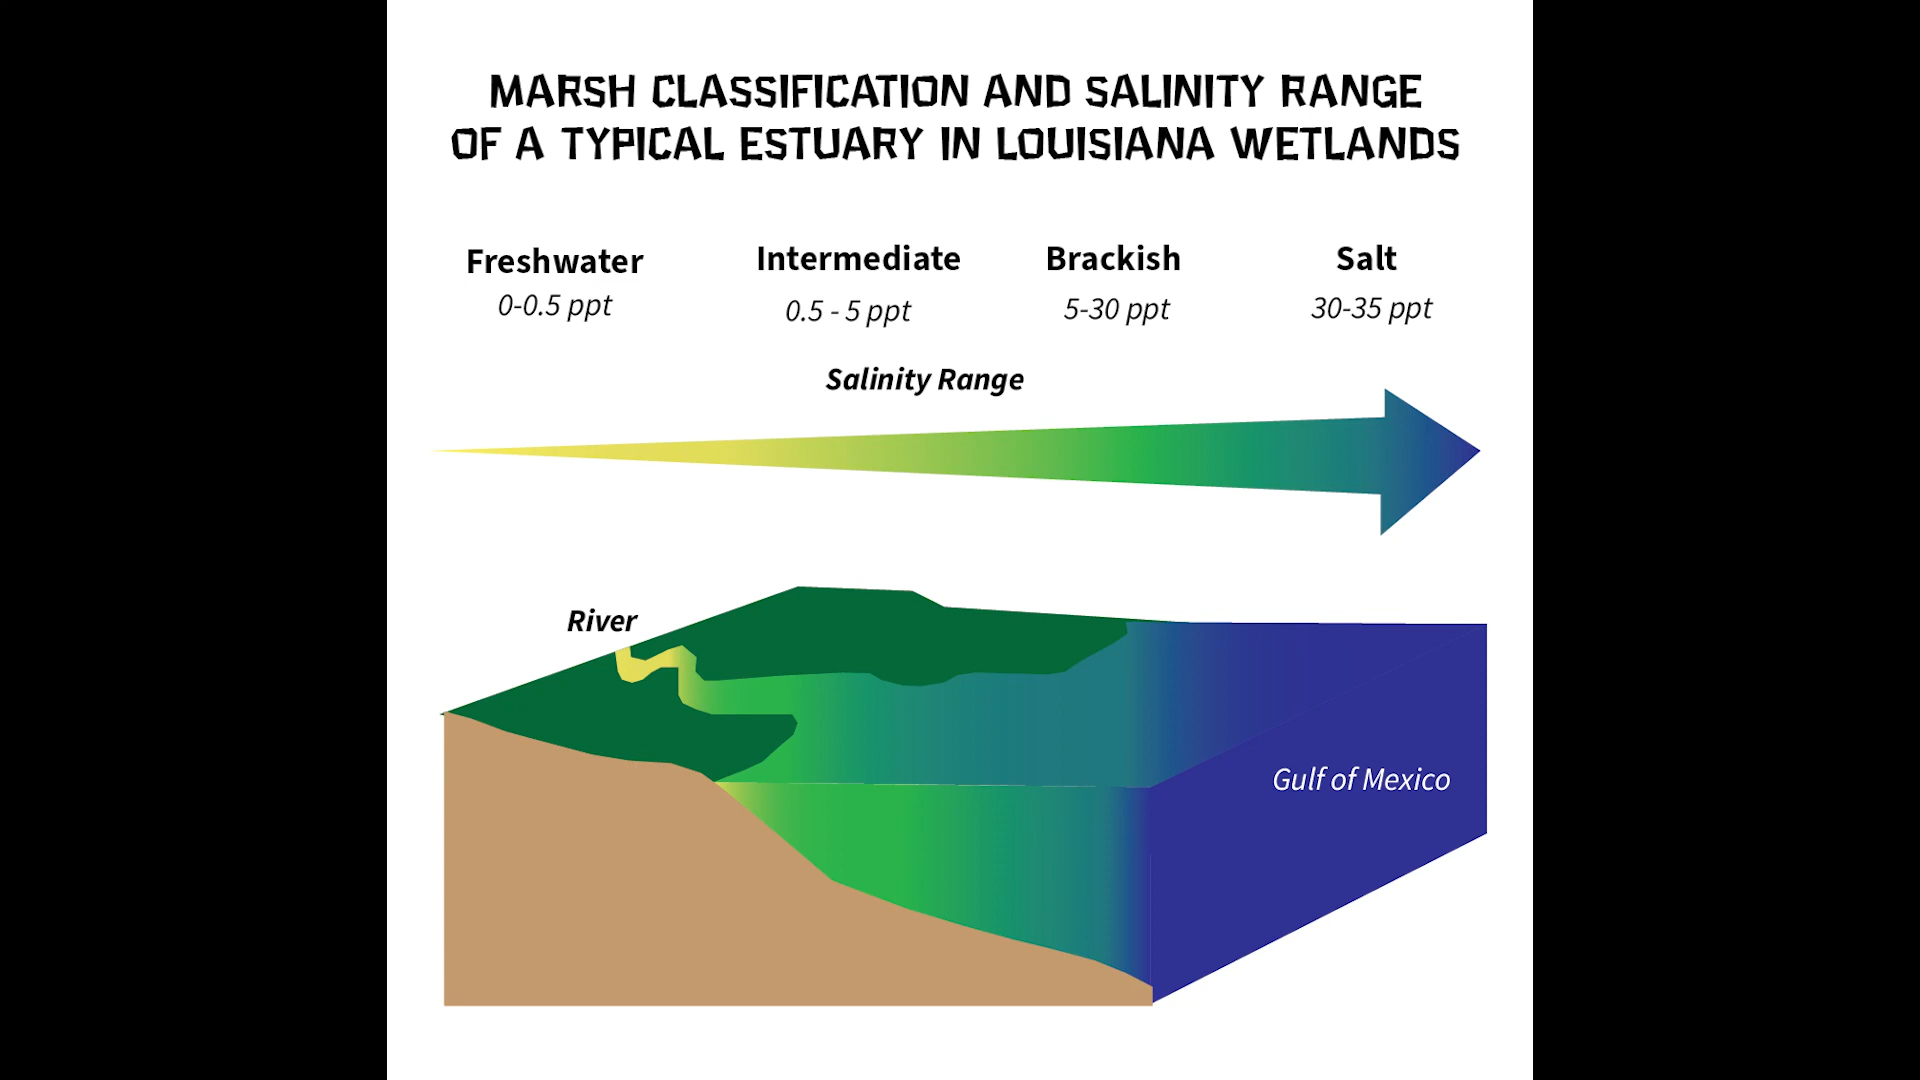 MARSH CLASSIFICATION AND SALINITY RANGE
OF A TYPICAL ESTUARY IN LOUISIANA WETLANDS
Freshwater
0-0.5 ppt
Intermediate
0.5 - 5 ppt
Brackish
5-30 ppt
Salt
30-35 ppt
Salinity Range
River
Gulf of Mexico